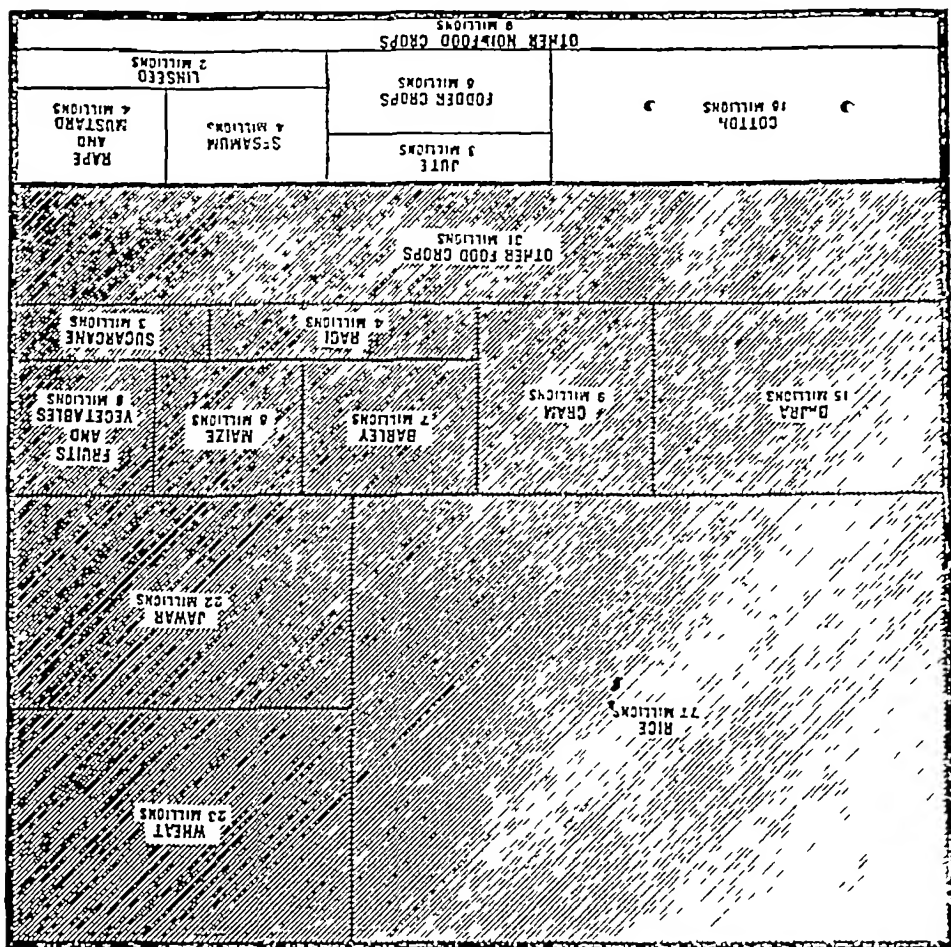 RICE
77 MILLIONS
WHEAT
23 MILLIONS
JAWAR
22 MILLIONS
BAJRA
15 MILLIONS
GRAM
9 MILLIONS
BARLEY
7 MILLIONS
MAIZE
6 MILLIONS
FRUITS
AND
VEGETABLES
MILLIONS
RAGI
4 MILLIONS
SUGARCANE
3 MILLIONS
OTHER FOOD CROPS
31 MILLIONS
COTTON
16 MILLIONS
JUTE
3 MILLIONS
FODDER CROPS
6 MILLIONS
SESAMUM
4 MILLIONS
RAPE
AND
MUSTARD
4 MILLIONS
LINSEED
2 MILLIONS
OTHER NON-FOOD CROPS
9 MILLIONS